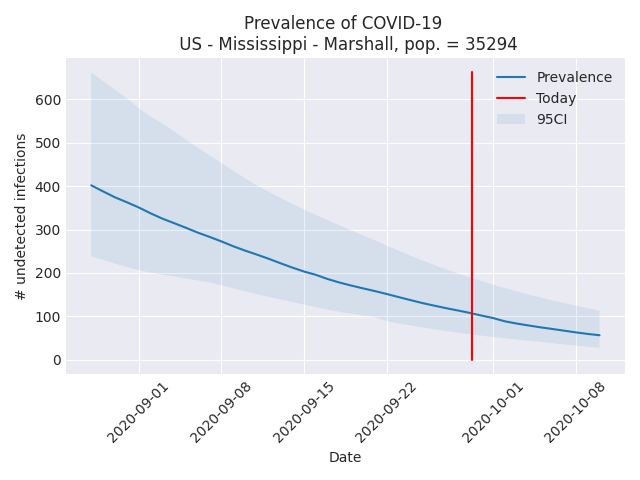 Prevalence of COVID-19
US - Mississippi - Marshall, pop. = 35294
Prevalence
Today
95CI
# undetected infections
600
500
400
300
200
100
0
2020-09-01
2020-09-08
2020-09-15
2020-09-22
2020-10-01
2020-10-08
Date